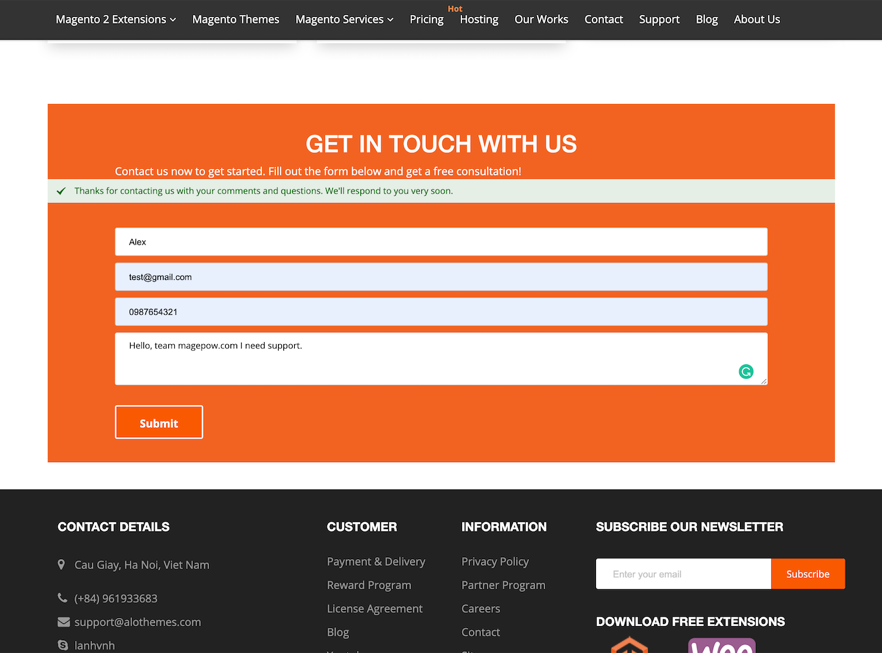 Hot
Magento 2 Extensions Magento Themes Magento Services Pricing Hosting Our Works Contact Support Blog About Us
GET IN TOUCH WITH US
Contact us now to get started. Fill out the form below and get a free consultation!
Thanks for contacting us with your comments and questions. We'll respond to you very soon.
Alex
test@gmail.com
0987654321
Hello, team magepow.com I need support.
Submit
CONTACT DETAILS
Cau Giay, Ha Noi, Viet Nam
(+84) 961933683
support@alothemes.com
lanhvnh
CUSTOMER
Payment & Delivery
Reward Program
License Agreement
Blog
INFORMATION
Privacy Policy
Partner Program
Careers
Contact
SUBSCRIBE OUR NEWSLETTER
Enter your email Subscribe
DOWNLOAD FREE EXTENSIONS
Woo